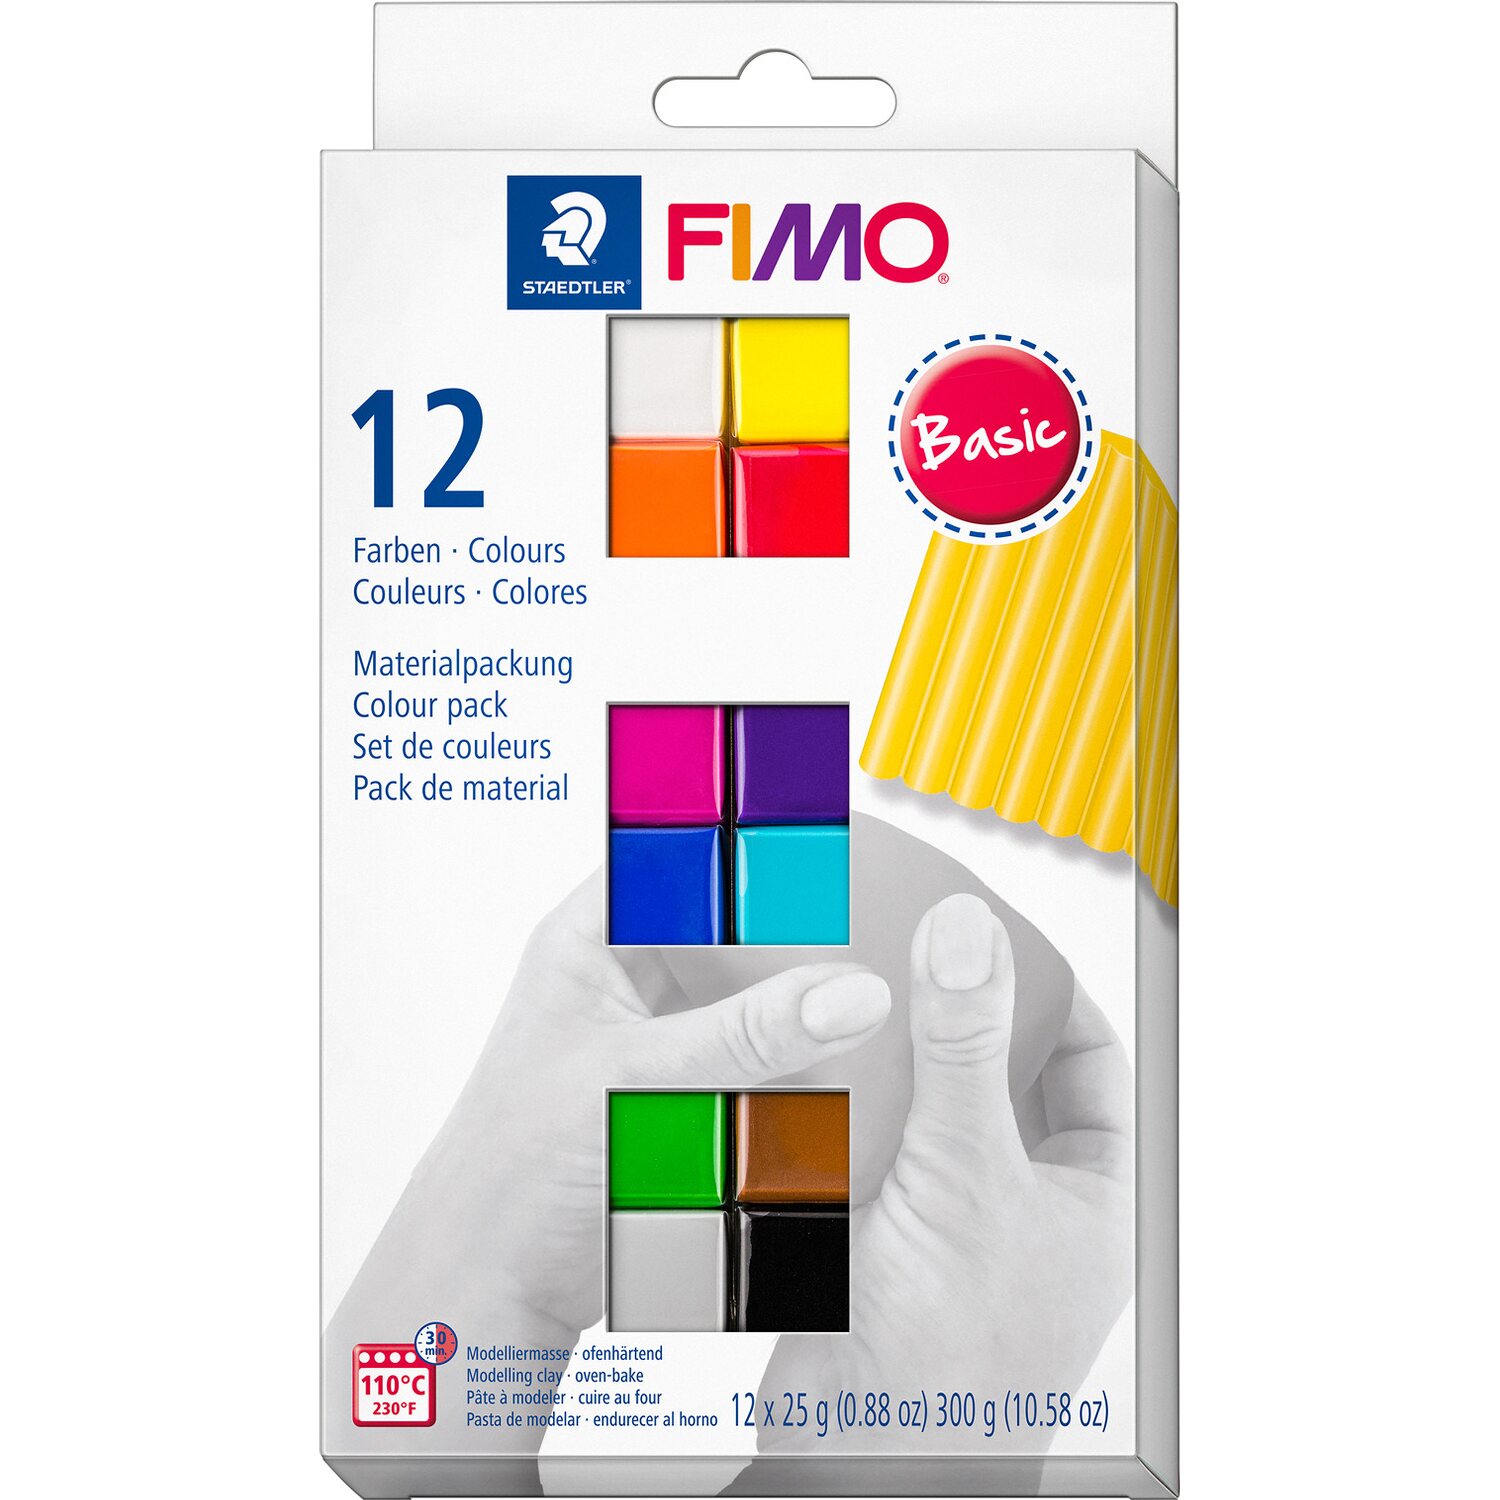 STAEDTLER®
FIMO®
Basic
12
Farben · Colours
Couleurs · Colores
Materialpackung
Colour pack
Set de couleurs
Pack de material
30
min.
110°C
230°F
Modelliermasse · ofenhärtend
Modelling clay · oven-bake
Pâte à modeler · cuire au four
Pasta de modelar · endurecer al horno
12 x 25 g (0.88 oz) 300 g (10.58 oz)